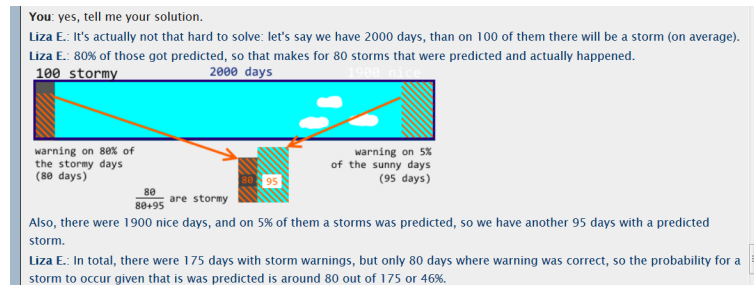 You: yes, tell me your solution.
Liza E.: It's actually not that hard to solve: let's say we have 2000 days, than on 100 of them there will be a storm (on average).
Liza E.: 80% of those got predicted, so that makes for 80 storms that were predicted and actually happened.
100 stormy 2000 days 1900 nice
warning on 80% of
the stormy days
(80 days)
warning on 5%
of the sunny days
(95 days)
80 95
80
80+95 are stormy
Also, there were 1900 nice days, and on 5% of them a storms was predicted, so we have another 95 days with a predicted
storm.
Liza E.: In total, there were 175 days with storm warnings, but only 80 days where warning was correct, so the probability for a
storm to occur given that is was predicted is around 80 out of 175 or 46%.